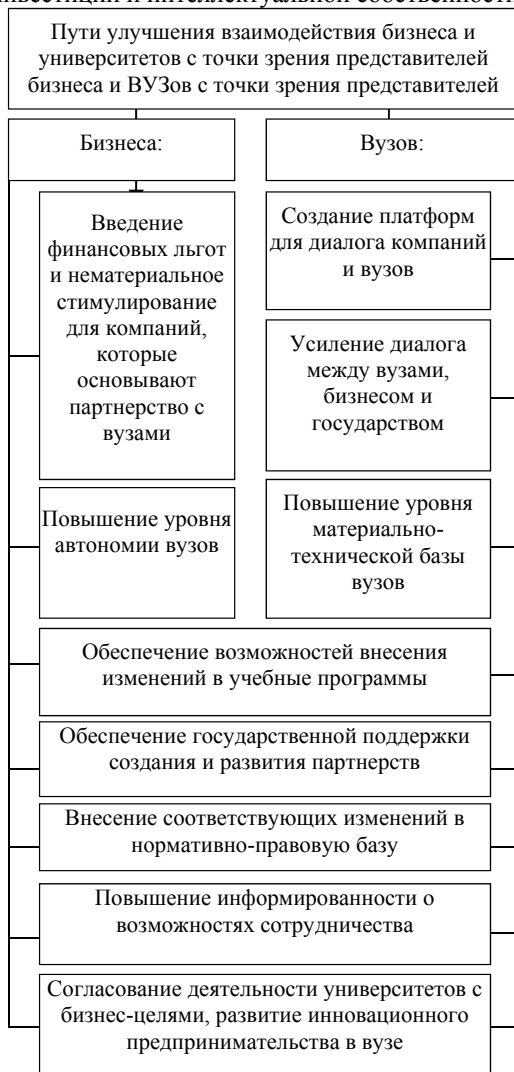 инвестиции и интеллектуальной собственности
Пути улучшения взаимодействия бизнеса и
университетов с точки зрения представителей
бизнеса и ВУЗов с точки зрения представителей
Бизнеса:
Вузов:
Введение
финансовых льгот
и нематериальное
стимулирование
для компаний,
которые
основывают
партнерство с
вузами
Создание платформ
для диалога компаний
и вузов
Усиление диалога
между вузами,
бизнесом и
государством
Повышение уровня
автономии вузов
Повышение уровня
материально-
технической базы
вузов
Обеспечение возможностей внесения
изменений в учебные программы
Обеспечение государственной поддержки
создания и развития партнерств
Внесение соответствующих изменений в
нормативно-правовую базу
Повышение информированности о
возможностях сотрудничества
Согласование деятельности университетов с
бизнес-целями, развитие инновационного
предпринимательства в вузе